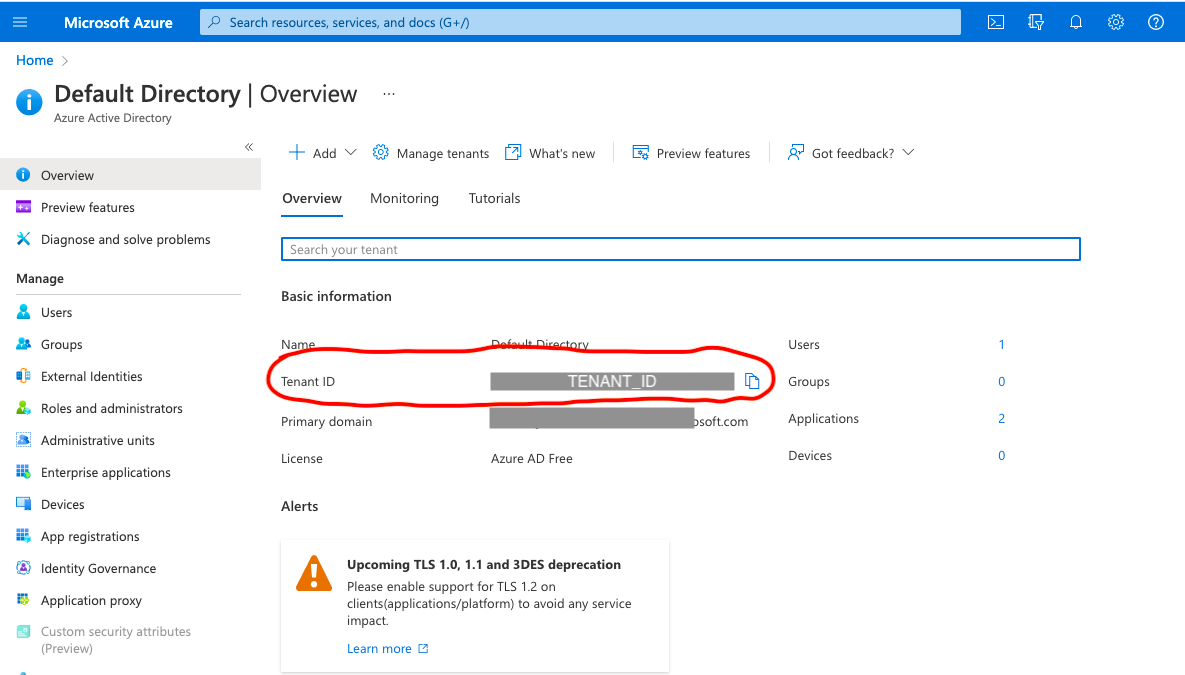 Microsoft Azure
Search resources, services, and docs (G+/)
Home
Default Directory | Overview ...
Azure Active Directory
Overview
Preview features
Diagnose and solve problems
Manage
Users
Groups
External Identities
Roles and administrators
Administrative units
Enterprise applications
Devices
App registrations
Identity Governance
Application proxy
Custom security attributes
(Preview)
Add
Manage tenants
What's new
Preview features
Got feedback?
Overview
Monitoring
Tutorials
Search your tenant
Basic information
Name Default Directory
Tenant ID TENANT_ID
Primary domain osoft.com
License Azure AD Free
Users 1
Groups 0
Applications 2
Devices 0
Alerts
Upcoming TLS 1.0, 1.1 and 3DES deprecation
Please enable support for TLS 1.2 on
clients(applications/platform) to avoid any service
impact.
Learn more